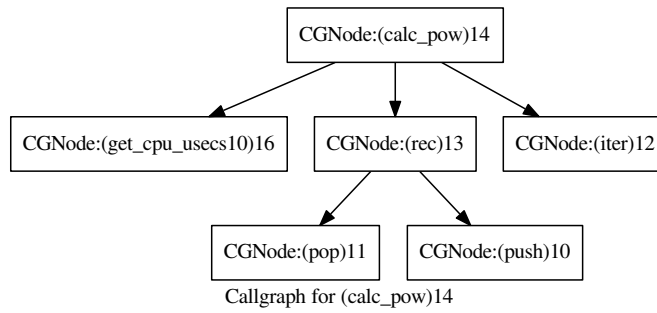 CGNode:(calc_pow)14
CGNode:(get_cpu_usecs10)16
CGNode:(rec)13
CGNode:(iter)12
CGNode:(pop)11
CGNode:(push)10
Callgraph for (calc_pow)14